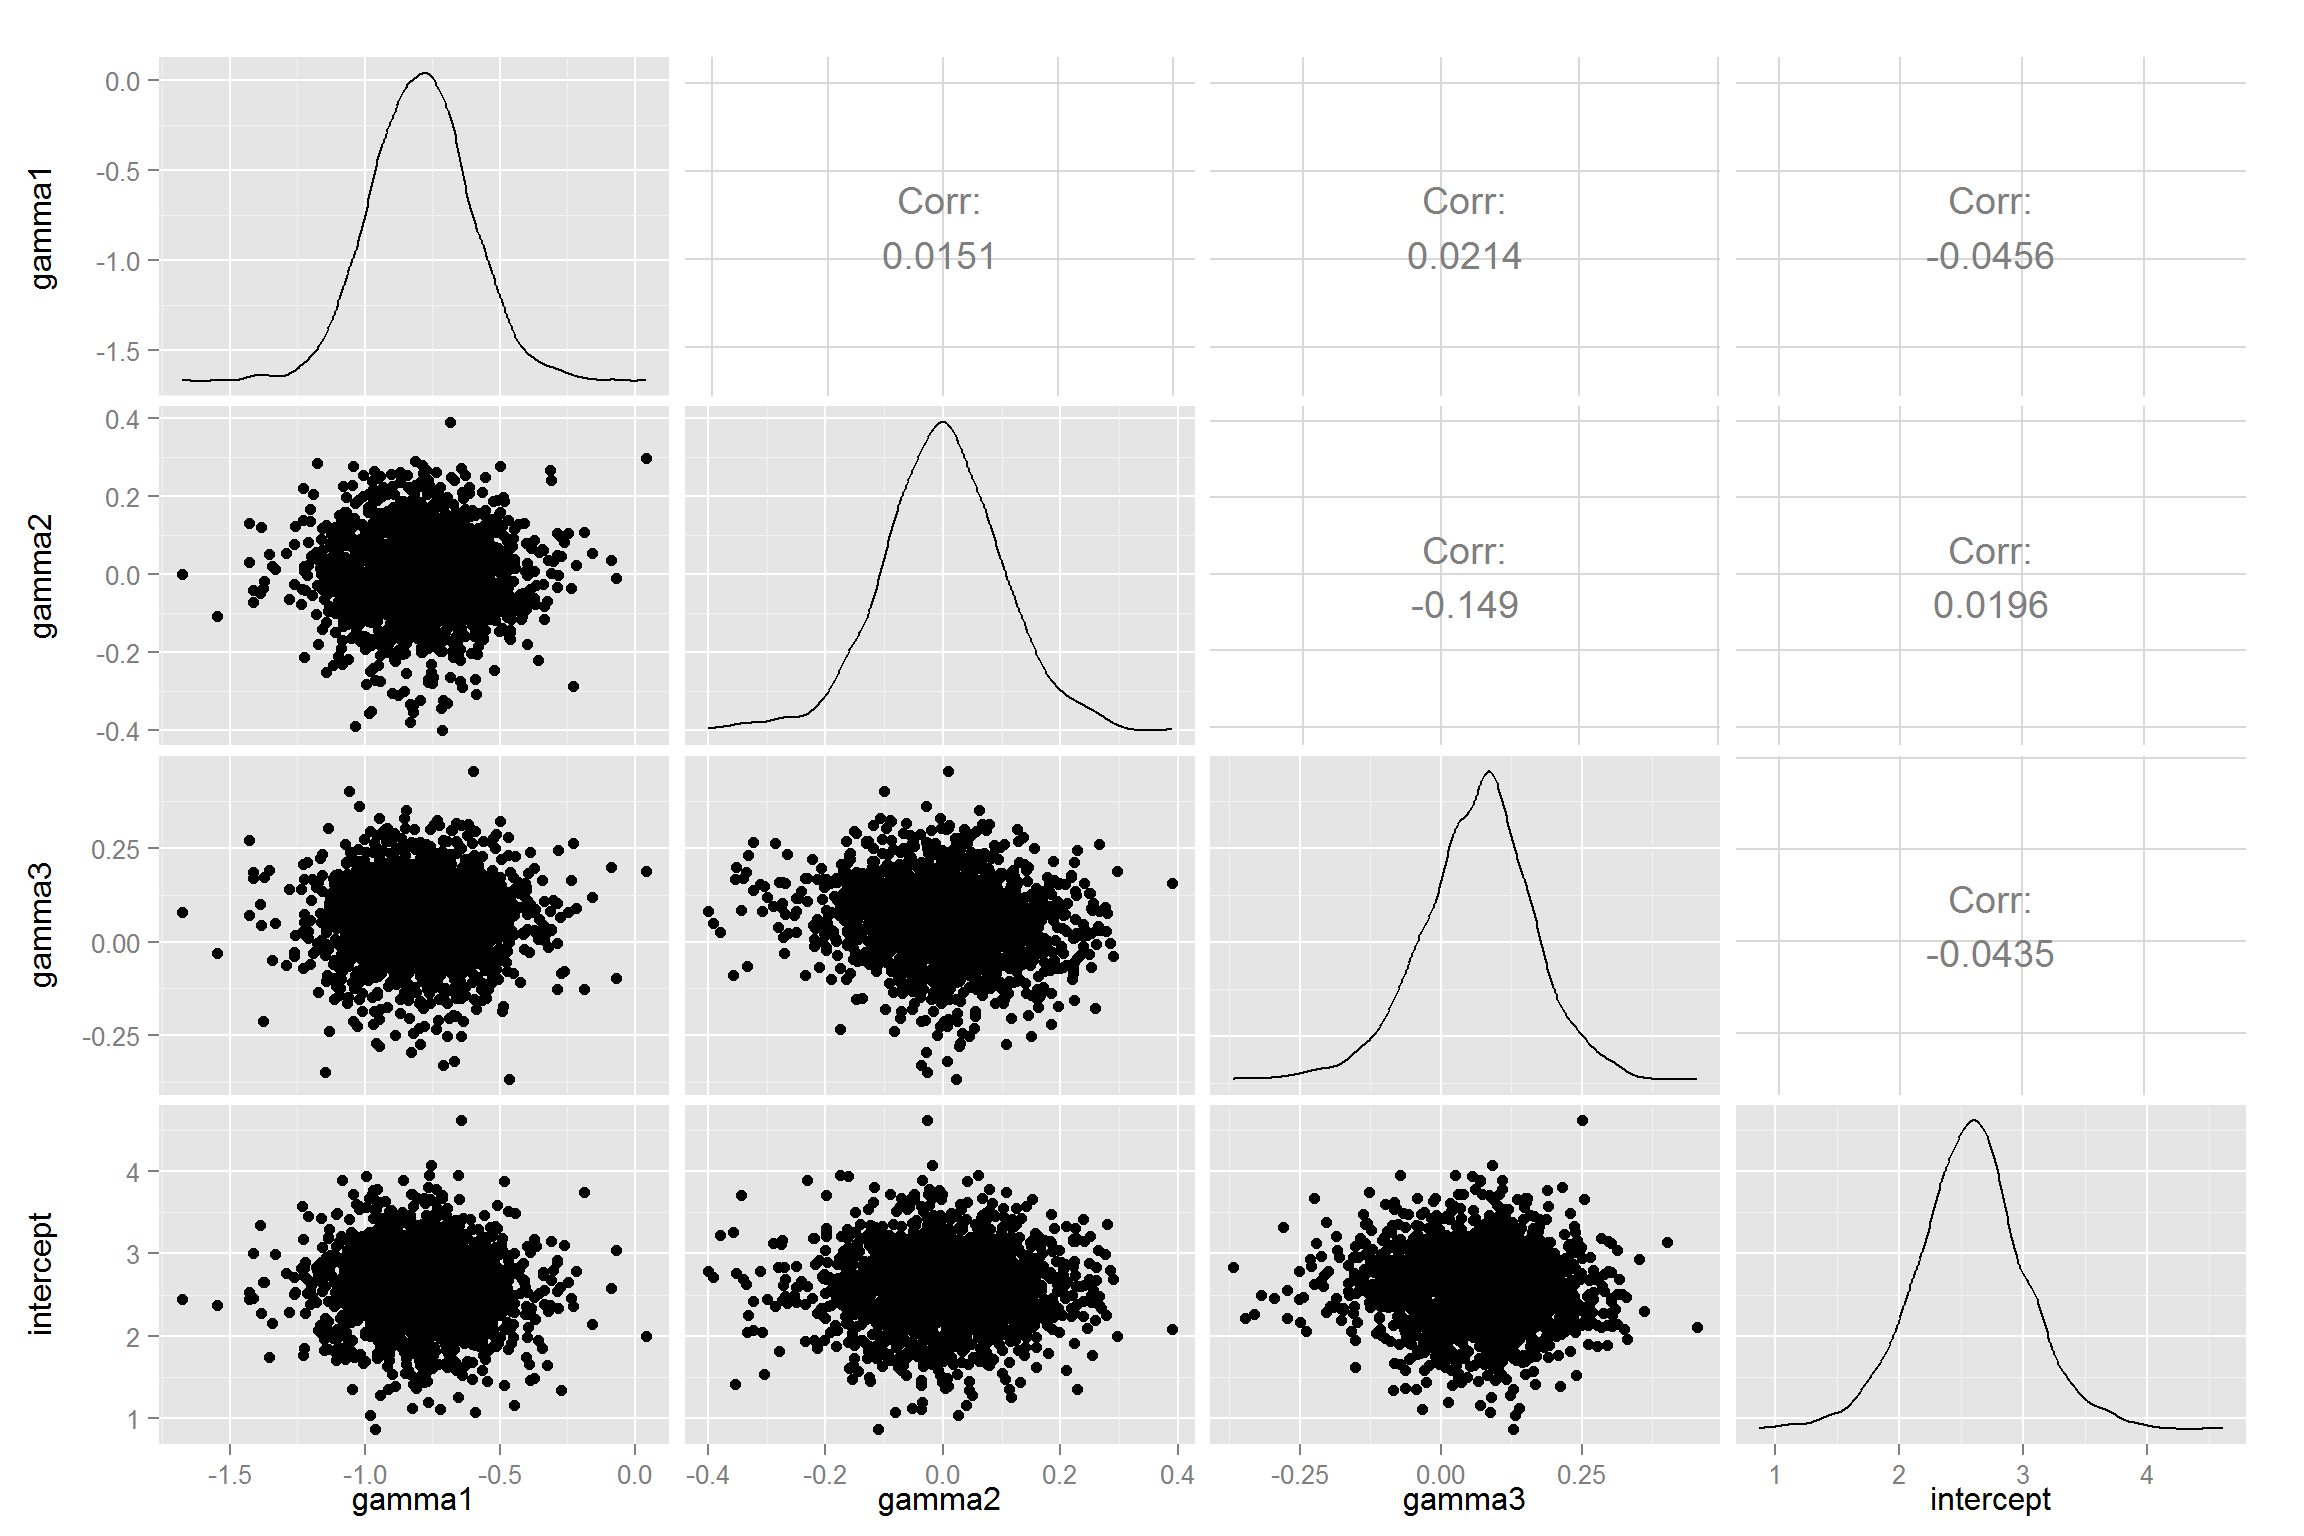 gamma1
0.0
-0.5
-1.0
-1.5
Corr:
0.0151
Corr:
0.0214
Corr:
-0.0456
gamma2
0.4
0.2
0.0
-0.2
-0.4
Corr:
-0.149
Corr:
0.0196
gamma3
0.25
0.00
-0.25
Corr:
-0.0435
intercept
4
3
2
1
-1.5 -1.0 -0.5 0.0 -0.4 -0.2 0.0 0.2 0.4 -0.25 0.00 0.25 1 2 3 4
gamma1 gamma2 gamma3 intercept